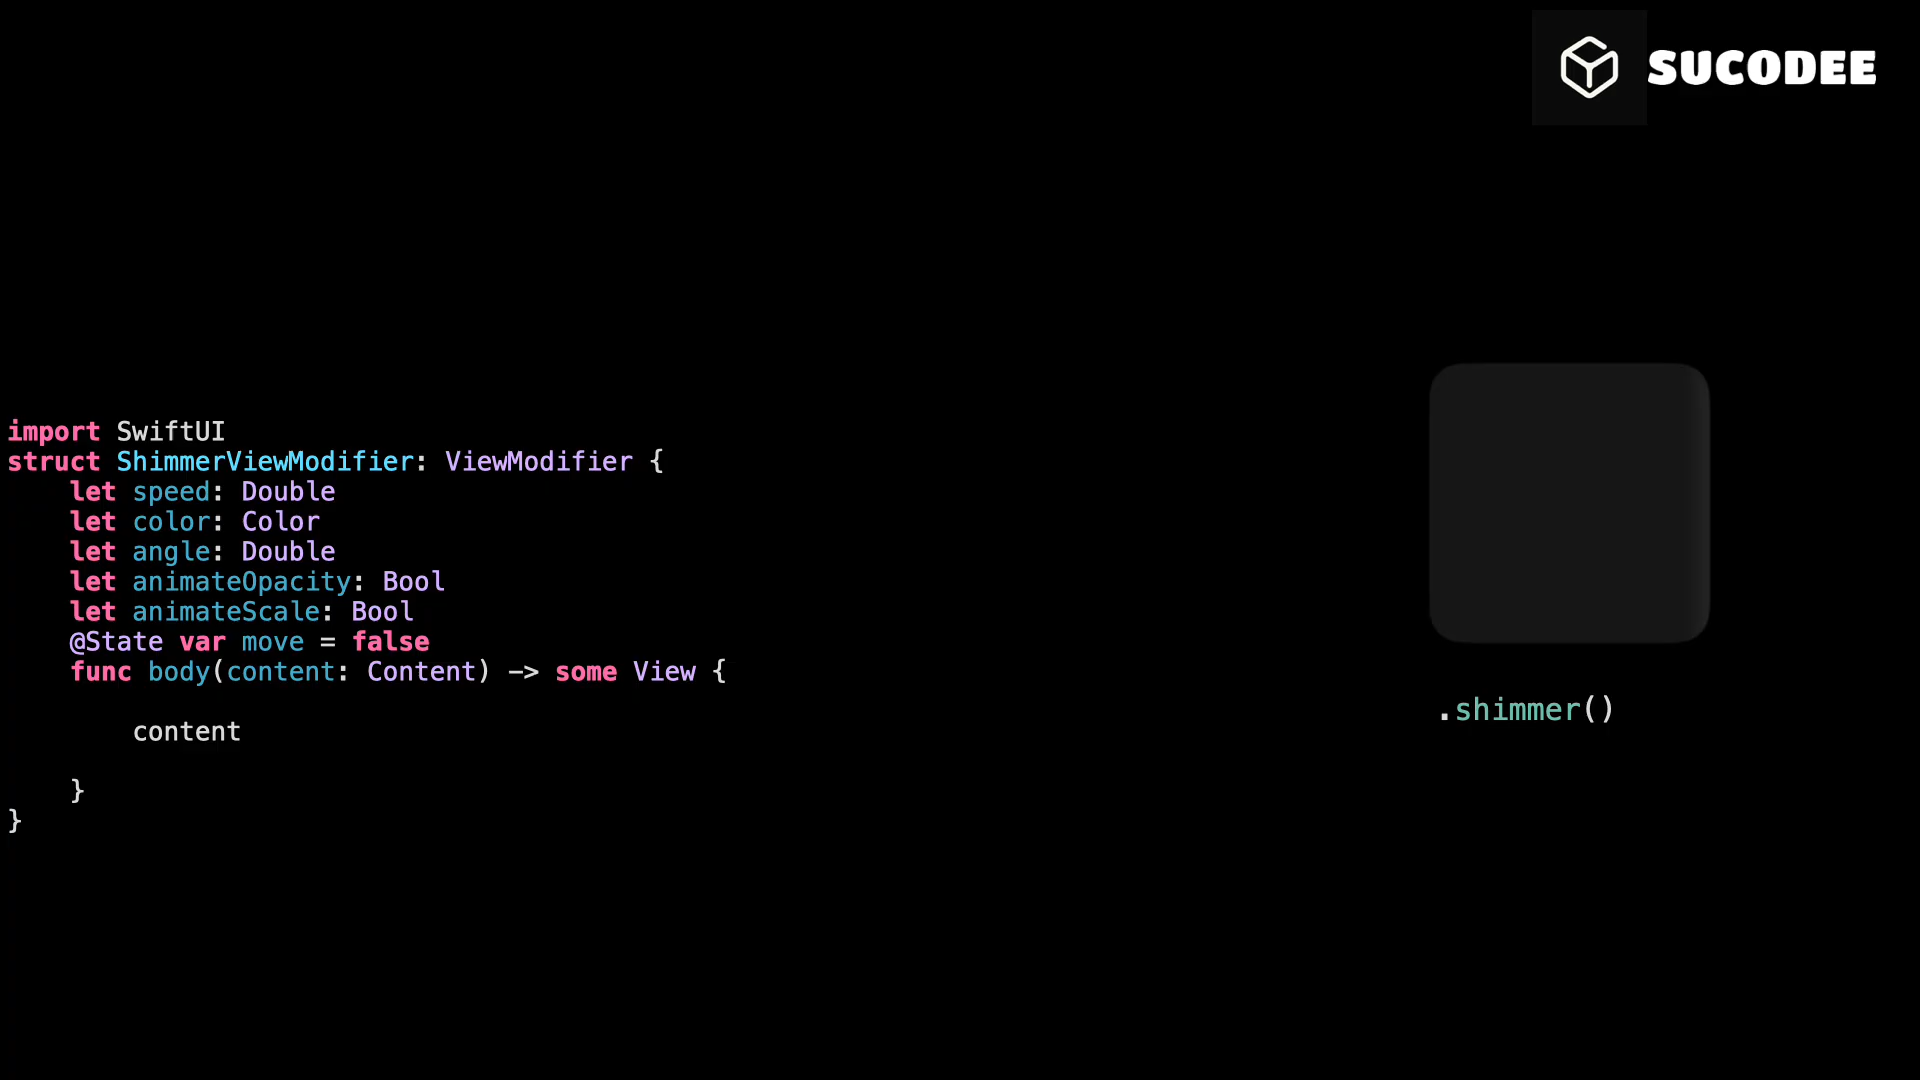 SUCODEE
import SwiftUI
struct ShimmerViewModifier: ViewModifier {
    let speed: Double
    let color: Color
    let angle: Double
    let animateOpacity: Bool
    let animateScale: Bool
    @State var move = false
    func body(content: Content) -> some View {
        content
    }
}
.shimmer()